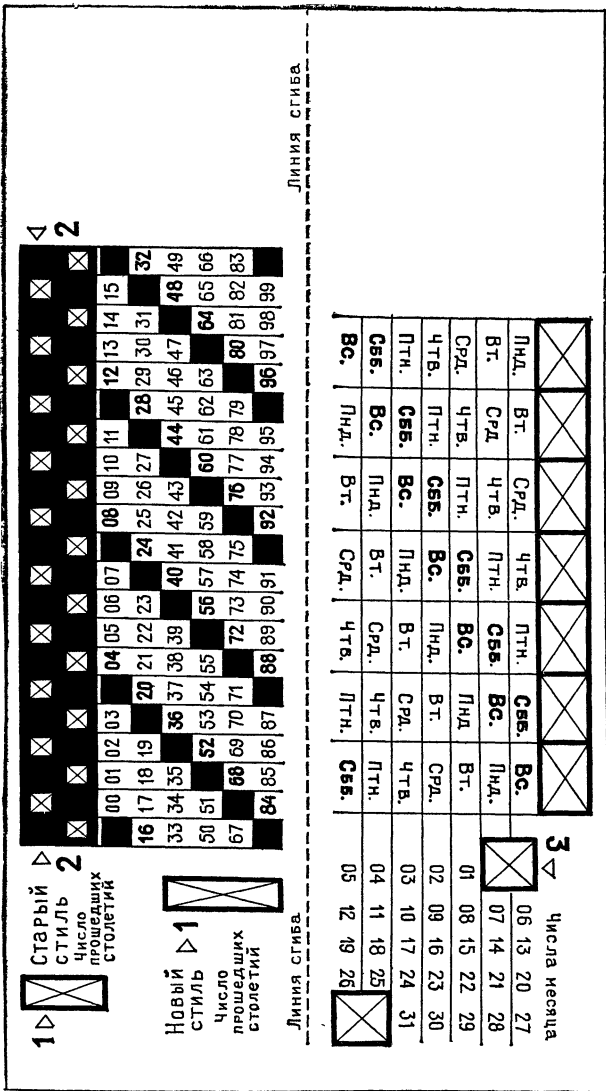 2 2
00 01 02 03 04 05 06 07 08 09 10 11 12 13 14 15
16 17 18 19 20 21 22 23 24 25 26 27 28 29 30 31 32
33 34 35 36 37 38 39 40 41 42 43 44 45 46 47 48 49
50 51 52 53 54 55 56 57 58 59 60 61 62 63 64 65 66
67 68 69 70 71 72 73 74 75 76 77 78 79 80 81 82 83
84 85 86 87 88 89 90 91 92 93 94 95 96 97 98 99
1
Старый
стиль
Число
прошедших
столетий
Новый
стиль
1
Число
прошедших
столетий
Линия сгиба Линия сгиба
3 Числа месяца
Пнд. Вт. Срд. Чтв. Птн. Сбб. Вс. 06 13 20 27
Вт. Срд Чтв. Птн. Сбб. Вс. Пнд. 07 14 21 28
Срд. Чтв. Птн. Сбб. Вс. Пнд Вт. 01 08 15 22 29
Чтв. Птн. Сбб. Вс. Пнд. Вт. Срд. 02 09 16 23 30
Птн. Сбб. Вс. Пнд. Вт. Срд. Чтв. 03 10 17 24 31
Сбб. Вс. Пнд. Вт. Срд. Чтв. Птн. 04 11 18 25
Вс. Пнд. Вт. Срд. Чтв. Птн. Сбб. 05 12 19 26